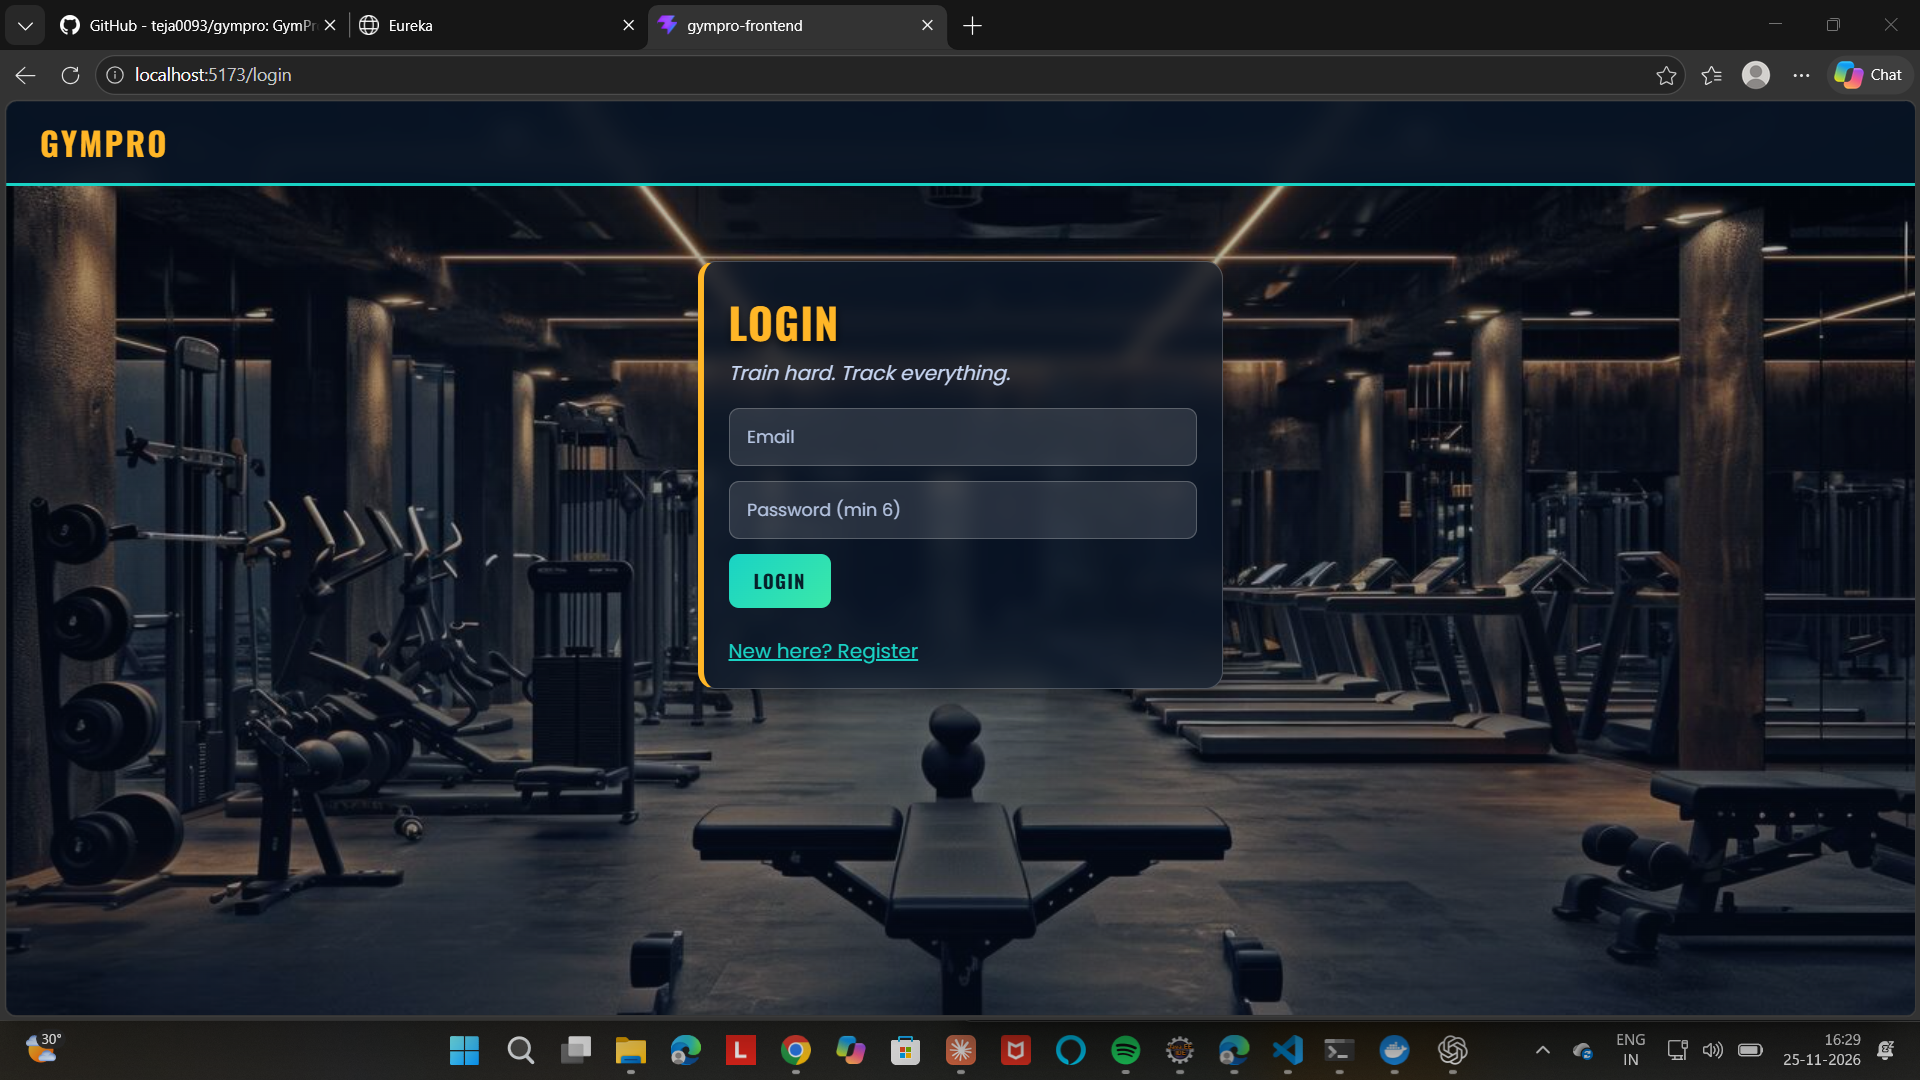 GitHub - teja0093/gympro: GymPr
Eureka
gympro-frontend
localhost:5173/login
Chat
GYMPRO
LOGIN
Train hard. Track everything.
Email
Password (min 6)
LOGIN
New here? Register
30°
L
ENG
IN
16:29
25-11-2026